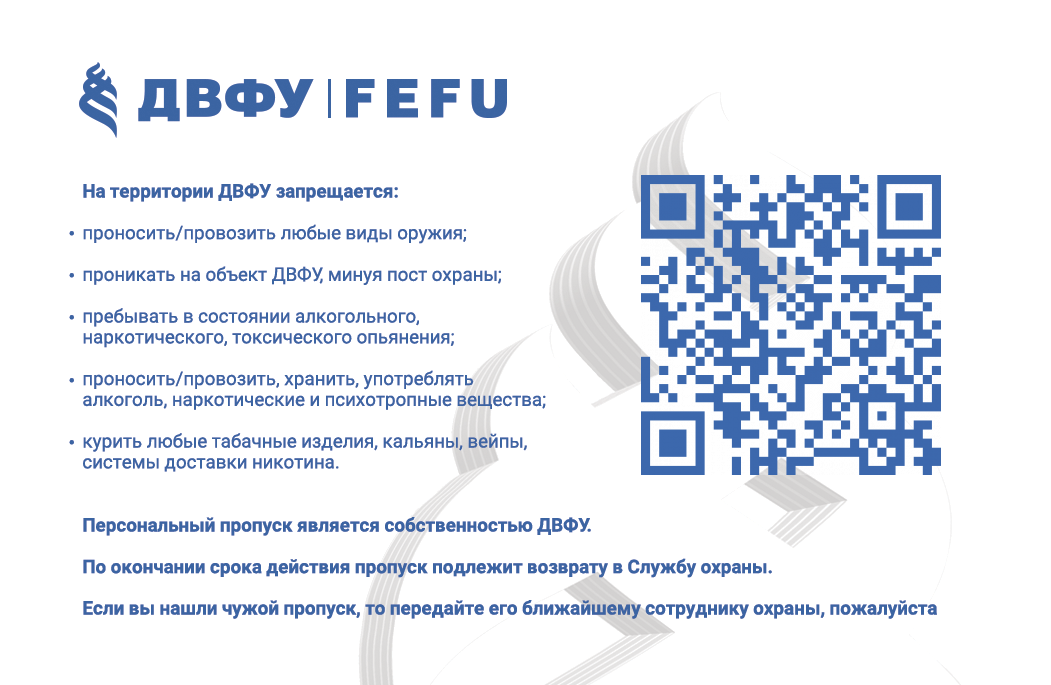 ДВФУ | FEFU
На территории ДВФУ запрещается:
• проносить/провозить любые виды оружия;
• проникать на объект ДВФУ, минуя пост охраны;
• пребывать в состоянии алкогольного,
наркотического, токсического опьянения;
• проносить/провозить, хранить, употреблять
алкоголь, наркотические и психотропные вещества;
• курить любые табачные изделия, кальяны, вейпы,
системы доставки никотина.
Персональный пропуск является собственностью ДВФУ.
По окончании срока действия пропуск подлежит возврату в Службу охраны.
Если вы нашли чужой пропуск, то передайте его ближайшему сотруднику охраны, пожалуйста